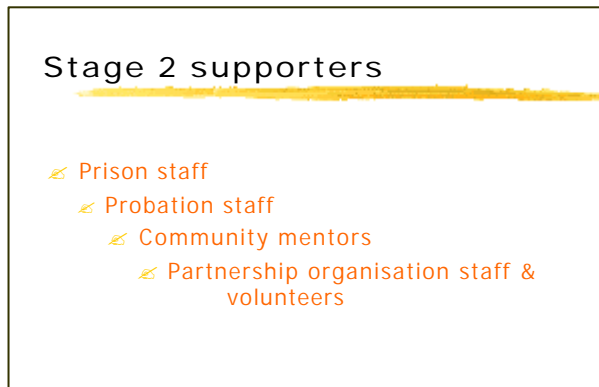 Stage 2 supporters
Prison staff
Probation staff
Community mentors
Partnership organisation staff &
volunteers